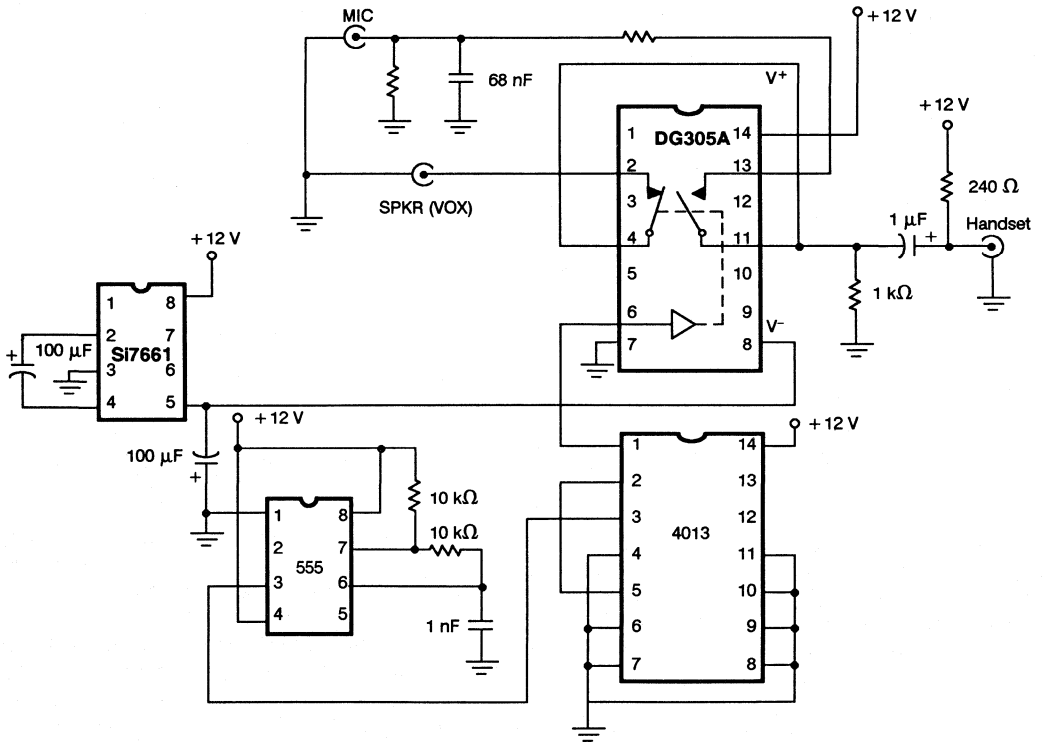 MIC
+12 V
68 nF
V+
+12 V
DG305A
1 14
2 13
3 12
4 11
5 10
6 9
7 8
V−
SPKR (VOX)
240 Ω
1 µF
+
Handset
1 kΩ
+12 V
Si7661
1 8
2 7
3 6
4 5
+
100 µF
+12 V
100 µF
+
10 kΩ
10 kΩ
555
1 8
2 7
3 6
4 5
1 nF
+12 V
4013
1 14
2 13
3 12
4 11
5 10
6 9
7 8